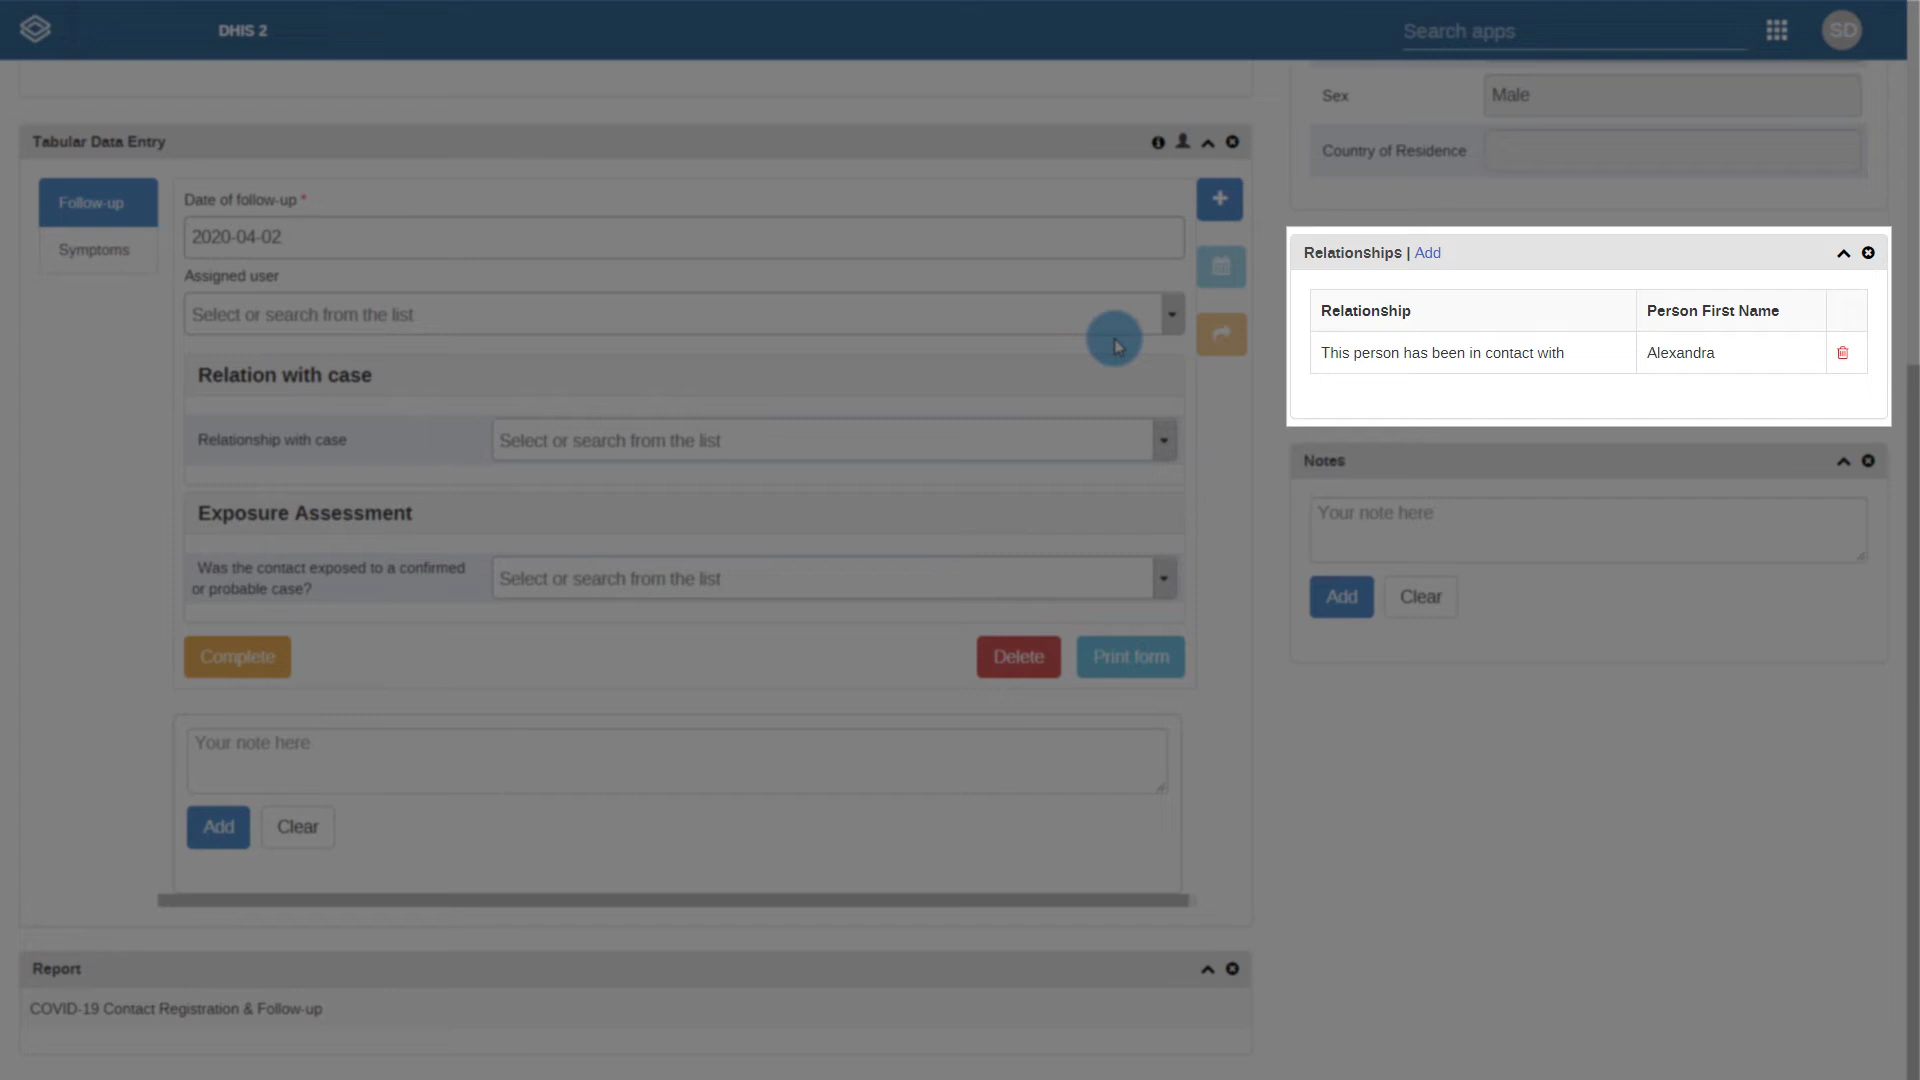 DHIS 2
Search apps
SD
Sex
Male
Country of Residence
Tabular Data Entry
Follow-up
Symptoms
Date of follow-up *
2020-04-02
Assigned user
Select or search from the list
Relation with case
Relationship with case
Select or search from the list
Exposure Assessment
Was the contact exposed to a confirmed
or probable case?
Select or search from the list
Complete
Delete
Print form
Your note here
Add
Clear
Report
COVID-19 Contact Registration & Follow-up
Relationships | Add
Relationship
Person First Name
This person has been in contact with
Alexandra
Notes
Your note here
Add
Clear